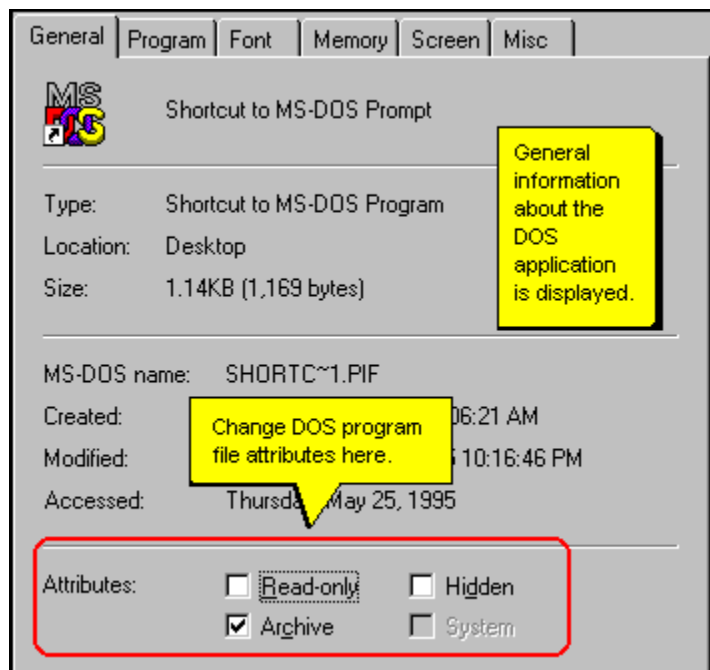 General Program Font Memory Screen Misc
MS
DOS
Shortcut to MS-DOS Prompt
General
information
about the
DOS
application
is displayed.
Type: Shortcut to MS-DOS Program
Location: Desktop
Size: 1.14KB (1,169 bytes)
MS-DOS name: SHORTC~1.PIF
Created: 06:21 AM
Change DOS program
file attributes here.
Modified: 10:16:46 PM
Accessed: Thursday May 25, 1995
Attributes: Read-only Hidden
Archive System